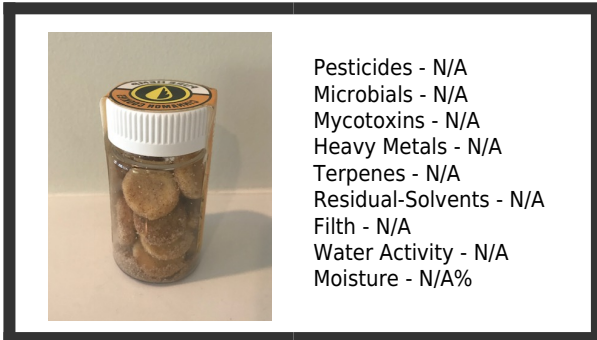 Pesticides - N/A
Microbials - N/A
Mycotoxins - N/A
Heavy Metals - N/A
Terpenes - N/A
Residual-Solvents - N/A
Filth - N/A
Water Activity - N/A
Moisture - N/A%